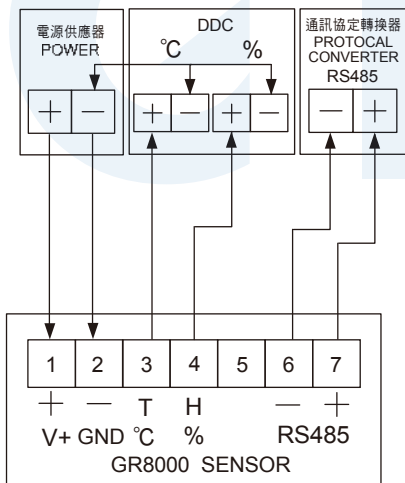 電源供應器
POWER
+ −
DDC
℃ %
+ − + −
通訊協定轉換器
PROTOCAL
CONVERTER
RS485
− +
1 2 3 4 5 6 7
+ − T H − +
V+ GND ℃ % RS485
GR8000 SENSOR